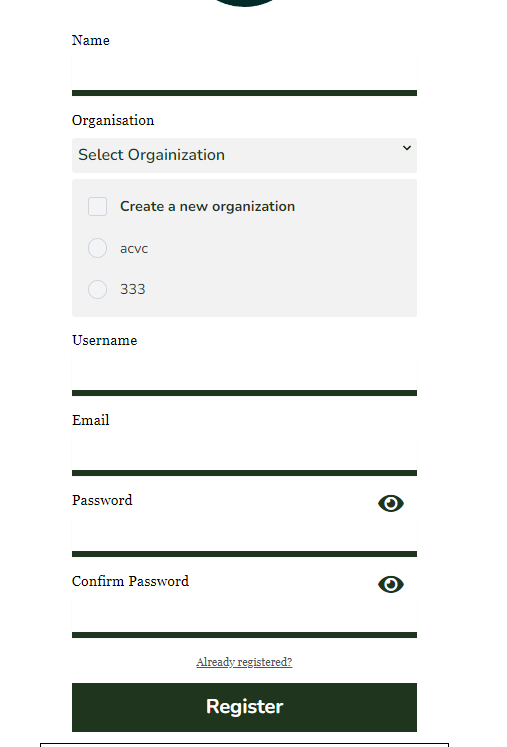 Name
Organisation
Select Orgainization
Create a new organization
acvc
333
Username
Email
Password
Confirm Password
Already registered?
Register